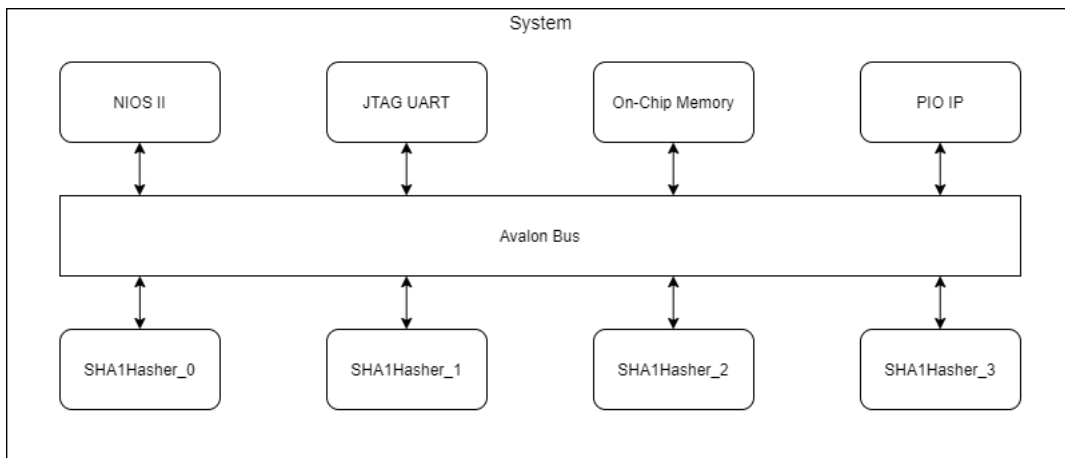 System
NIOS II
JTAG UART
On-Chip Memory
PIO IP
Avalon Bus
SHA1Hasher_0
SHA1Hasher_1
SHA1Hasher_2
SHA1Hasher_3